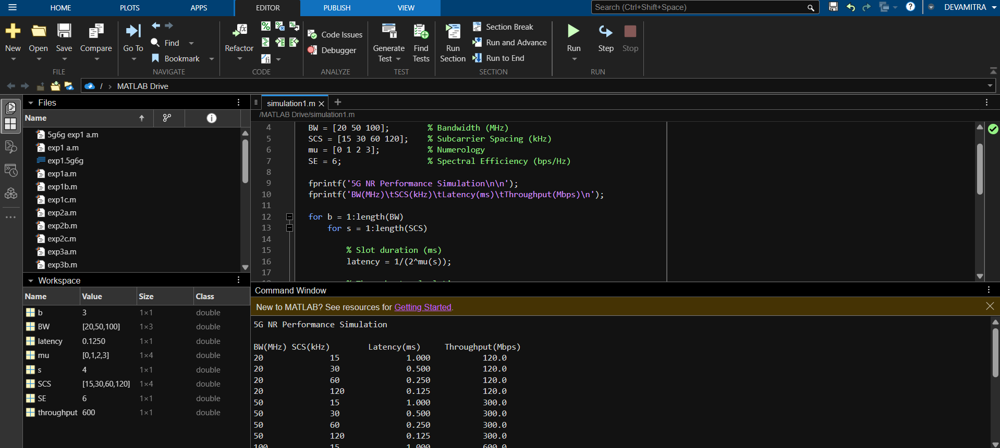 HOME PLOTS APPS EDITOR PUBLISH VIEW Search (Ctrl+Shift+Space) DEVAMITRA
New Open Save Compare Go To Find Bookmark Refactor Code Issues Debugger Generate Test Find Tests Run Section Section Break Run and Advance Run to End Run Step Stop
FILE NAVIGATE CODE ANALYZE TEST SECTION RUN
/ › MATLAB Drive
Files
Name
5g6g exp1 a.m
exp1 a.m
exp1.5g6g
exp1a.m
exp1b.m
exp1c.m
exp2a.m
exp2b.m
exp2c.m
exp3a.m
exp3b.m
Workspace
Name Value Size Class
b 3 1×1 double
BW [20,50,100] 1×3 double
latency 0.1250 1×1 double
mu [0,1,2,3] 1×4 double
s 4 1×1 double
SCS [15,30,60,120] 1×4 double
SE 6 1×1 double
throughput 600 1×1 double
simulation1.m
/MATLAB Drive/simulation1.m
4 BW = [20 50 100]; % Bandwidth (MHz)
5 SCS = [15 30 60 120]; % Subcarrier Spacing (kHz)
6 mu = [0 1 2 3]; % Numerology
7 SE = 6; % Spectral Efficiency (bps/Hz)
8
9 fprintf('5G NR Performance Simulation\n\n');
10 fprintf('BW(MHz)\tSCS(kHz)\tLatency(ms)\tThroughput(Mbps)\n');
11
12 for b = 1:length(BW)
13 for s = 1:length(SCS)
14
15 % Slot duration (ms)
16 latency = 1/(2^mu(s));
17
Command Window
New to MATLAB? See resources for Getting Started.
5G NR Performance Simulation
BW(MHz) SCS(kHz) Latency(ms) Throughput(Mbps)
20 15 1.000 120.0
20 30 0.500 120.0
20 60 0.250 120.0
20 120 0.125 120.0
50 15 1.000 300.0
50 30 0.500 300.0
50 60 0.250 300.0
50 120 0.125 300.0
100 15 1.000 600.0